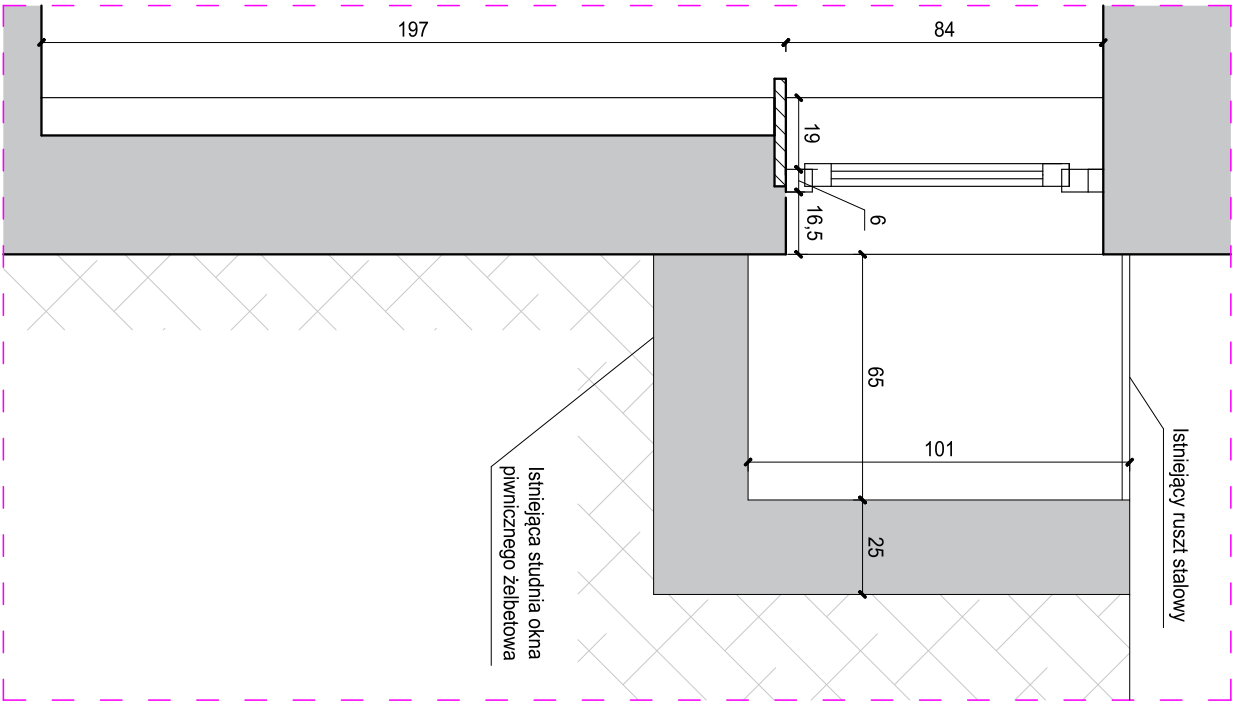 197
84
19
6
16,5
65
101
25
Istniejący ruszt stalowy
Istniejąca studnia okna
piwnicznego żelbetowa